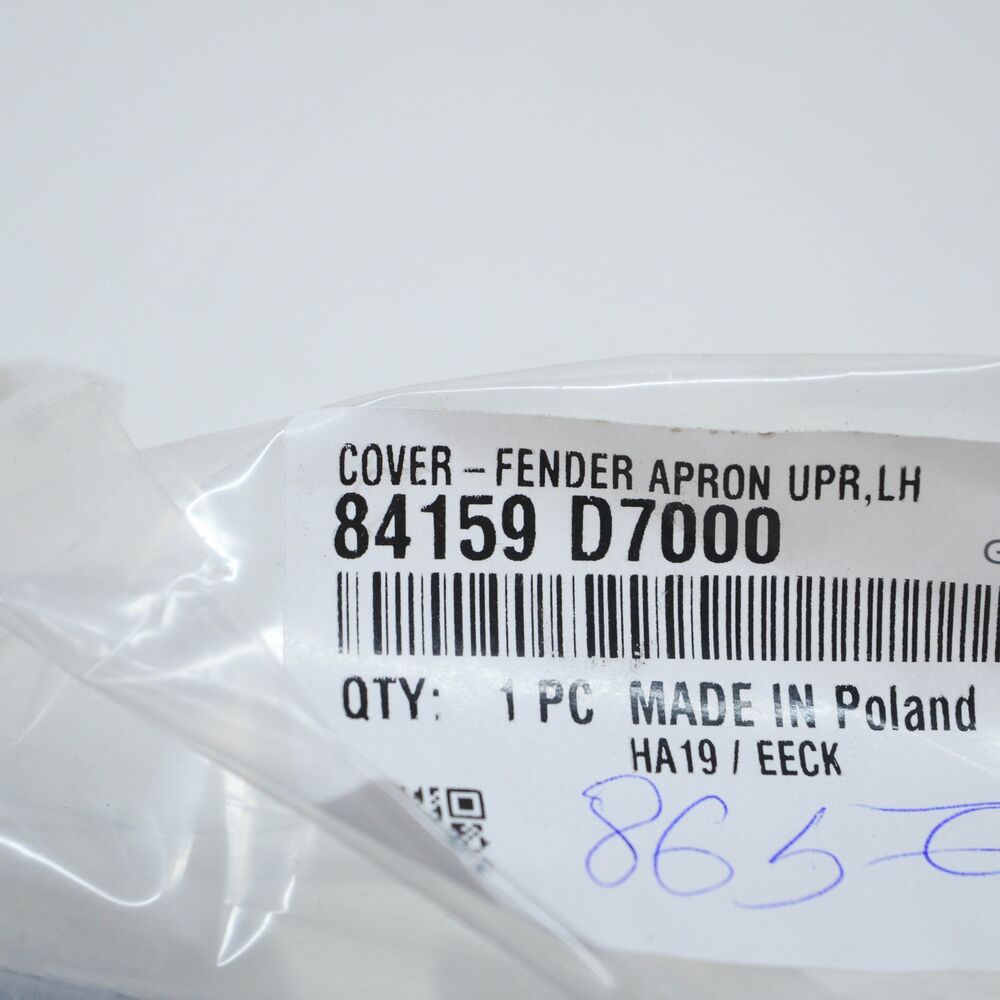 COVER – FENDER APRON UPR,LH
84159 D7000
QTY: 1 PC MADE IN Poland
HA19 / EECK